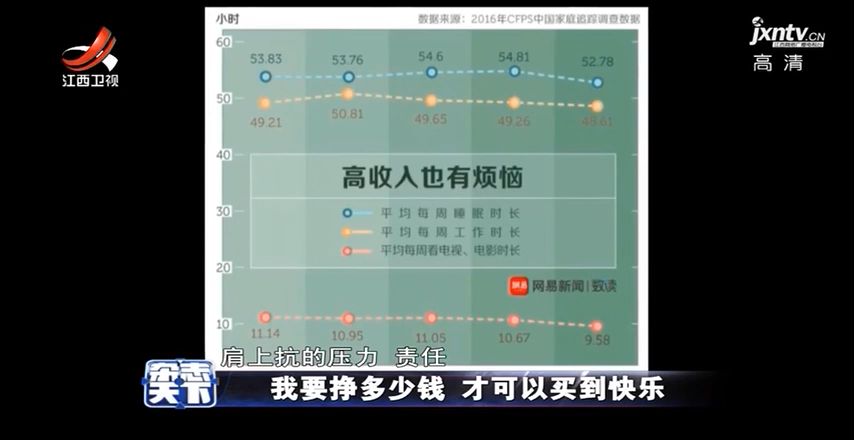 小时
数据来源：2016年CFPS中国家庭追踪调查数据
jxntv.CN
高清
江西卫视
60
53.83 53.76 54.6 54.81 52.78
50
49.21 50.81 49.65 49.26 48.61
40
高收入也有烦恼
30
平均每周睡眠时长
平均每周工作时长
平均每周看电视、电影时长
20
网易 网易新闻|数读
10
11.14 10.95 11.05 10.67 9.58
肩上抗的压力 责任
我要挣多少钱 才可以买到快乐